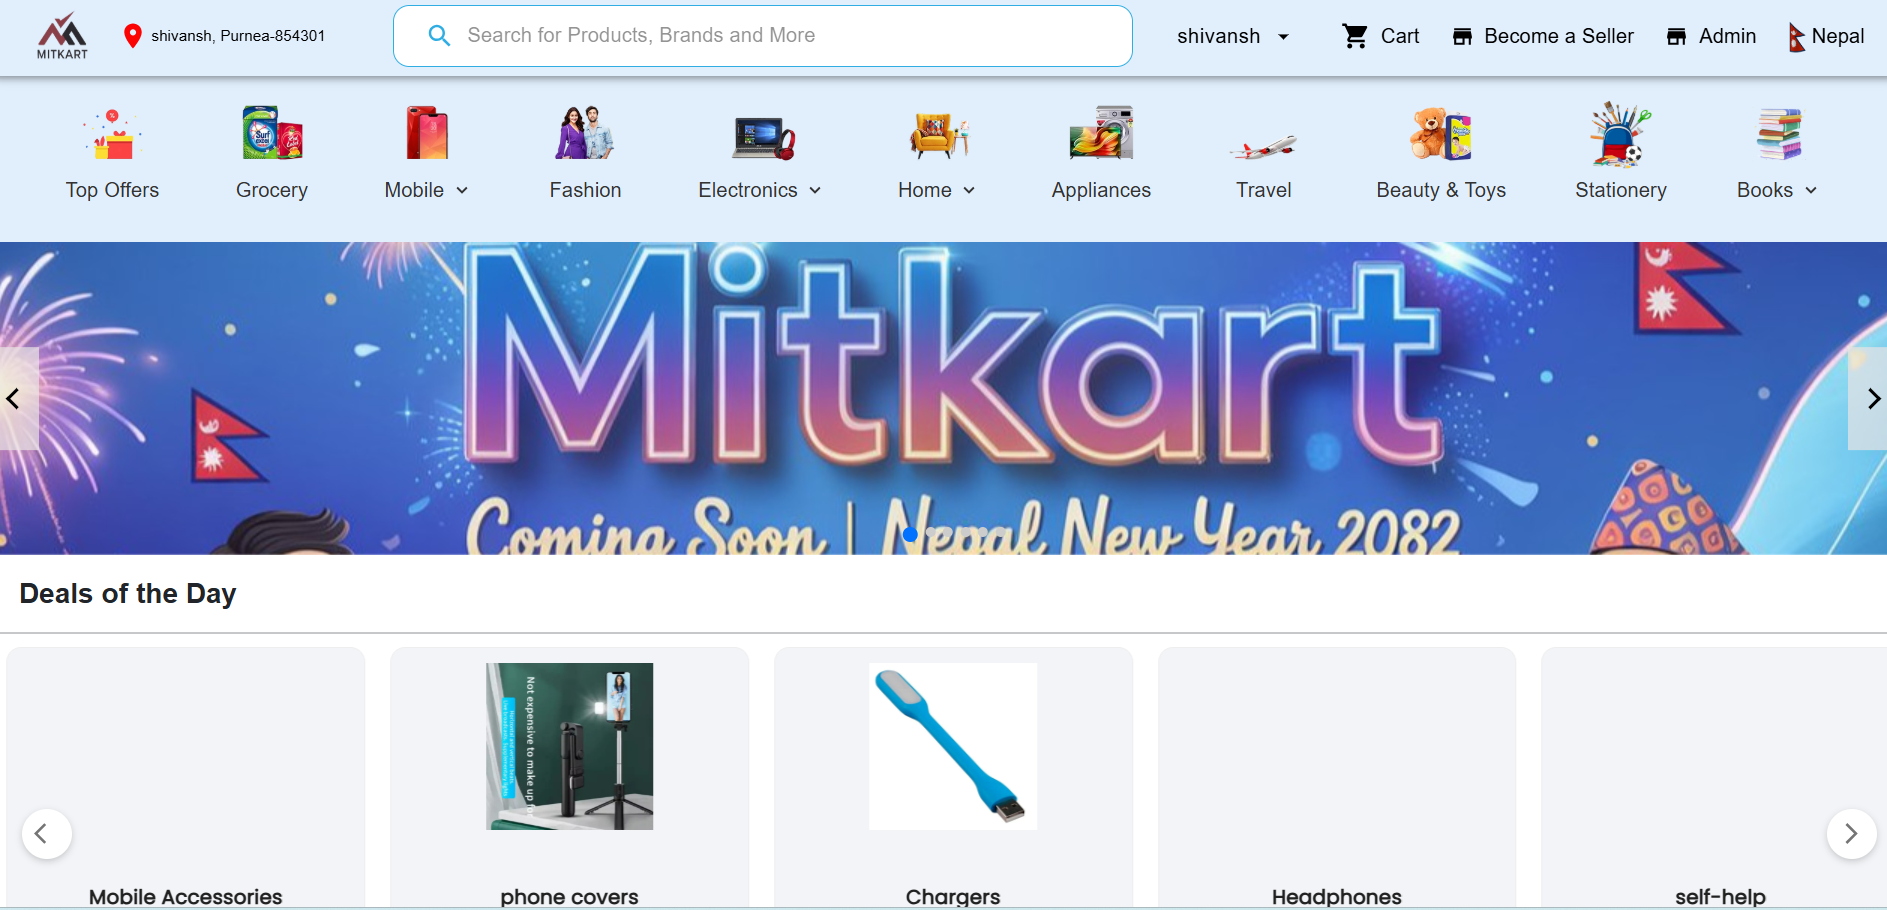 MITKART
shivansh, Purnea-854301
Search for Products, Brands and More
shivansh
Cart
Become a Seller
Admin
Nepal
Top Offers
Grocery
Mobile
Fashion
Electronics
Home
Appliances
Travel
Beauty & Toys
Stationery
Books
Surf
excel
Mitkart
Coming Soon | Nepal New Year 2082
Deals of the Day
Not expensive to make up
Mobile Accessories
phone covers
Chargers
Headphones
self-help